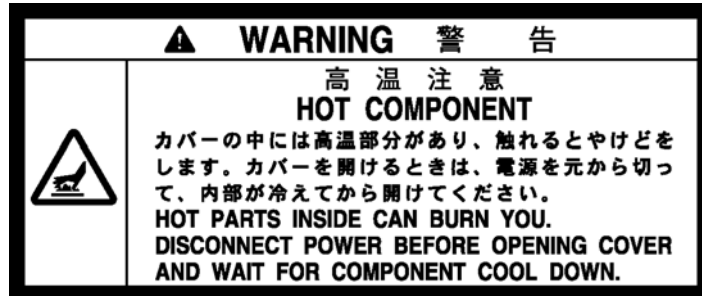 WARNING 警 告
高 温 注 意
HOT COMPONENT
カバーの中には高温部分があり、触れるとやけどを
します。カバーを開けるときは、電源を元から切っ
て、内部が冷えてから開けてください。
HOT PARTS INSIDE CAN BURN YOU.
DISCONNECT POWER BEFORE OPENING COVER
AND WAIT FOR COMPONENT COOL DOWN.